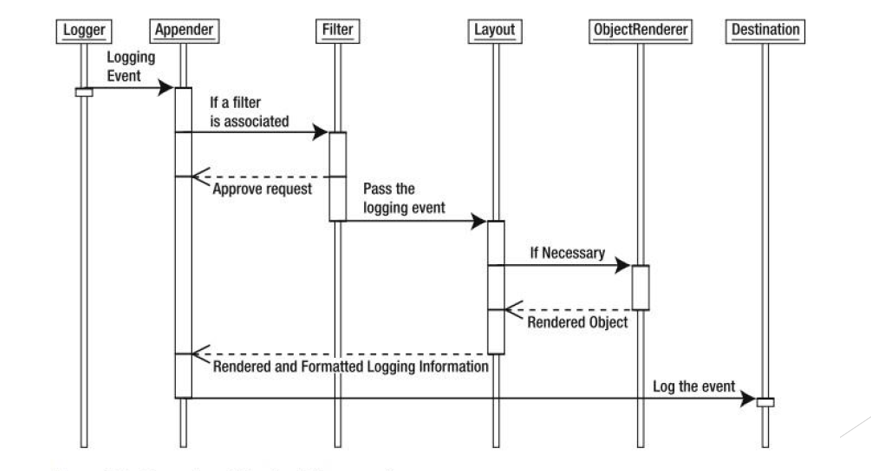 Logger Appender Filter Layout ObjectRenderer Destination
Logging
Event
If a filter
is associated
Approve request
Pass the
logging event
If Necessary
Rendered Object
Rendered and Formatted Logging Information
Log the event